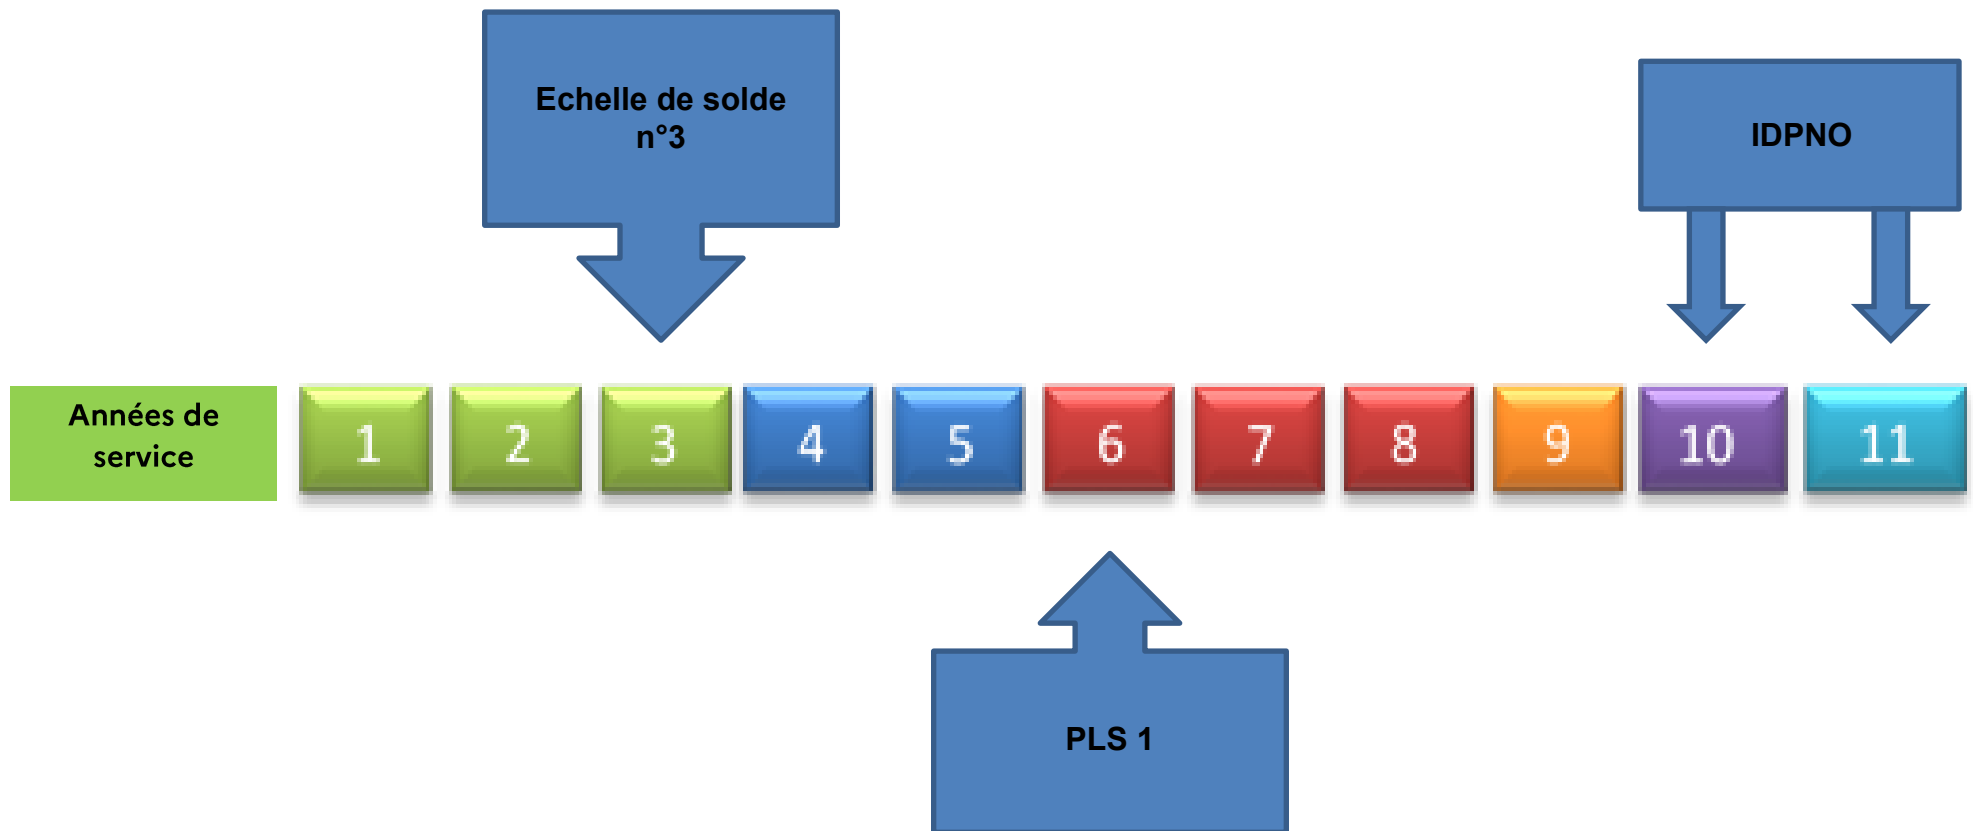 Echelle de solde
n°3
IDPNO
Années de
service
1 2 3 4 5 6 7 8 9 10 11
PLS 1